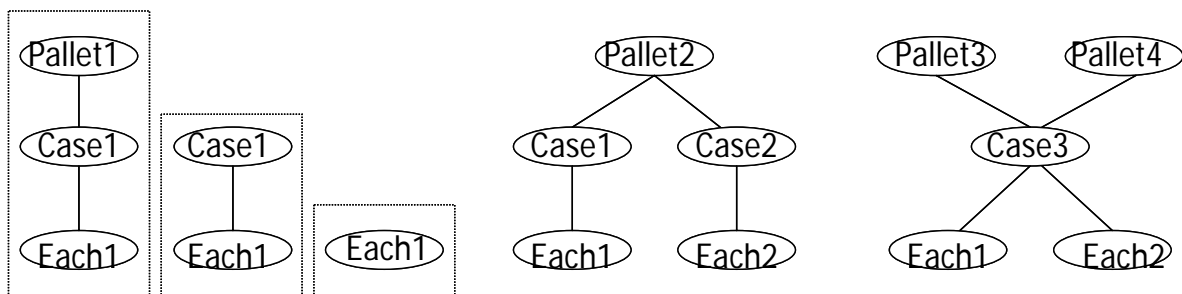 Pallet1 Pallet2 Pallet3 Pallet4
Case1 Case1 Case1 Case2 Case3
Each1 Each1 Each1 Each1 Each2 Each1 Each2